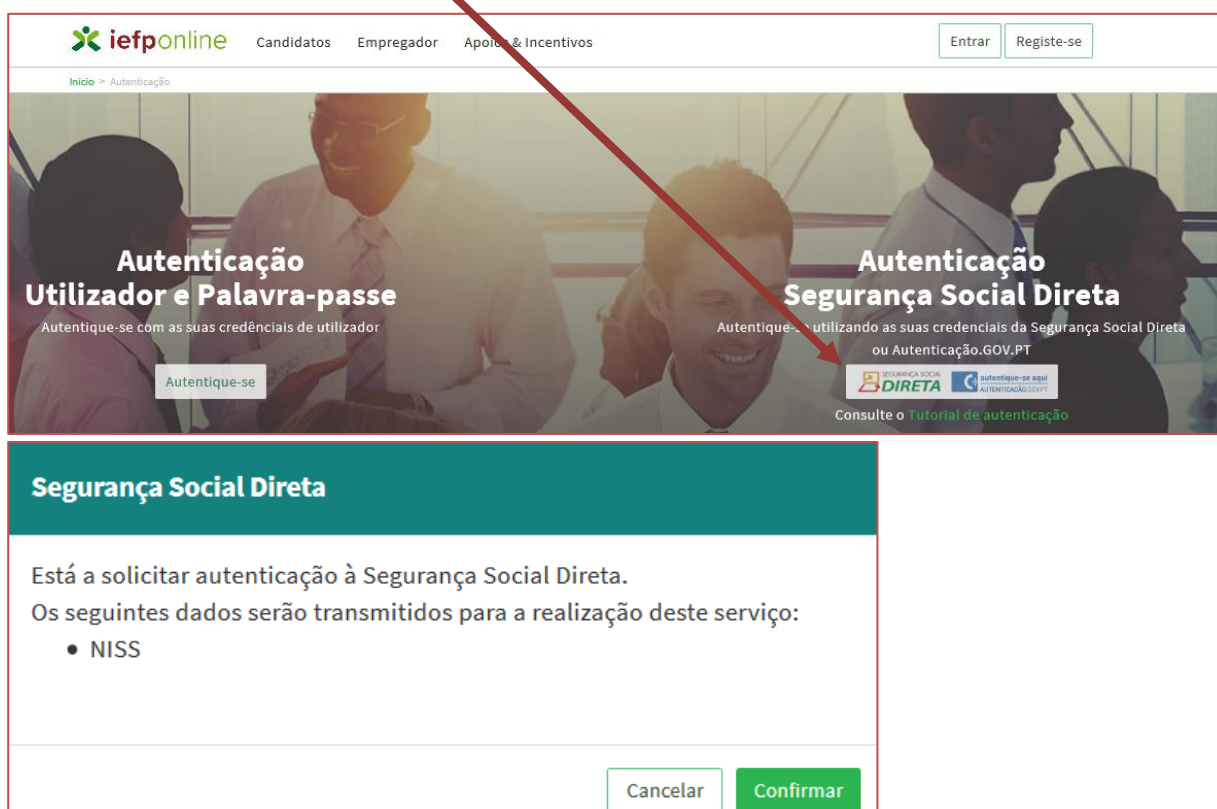 iefponline Candidatos Empregador Apoios & Incentivos Entrar Registe-se
Início > Autenticação
Autenticação
Utilizador e Palavra-passe
Autentique-se com as suas credênciais de utilizador
Autentique-se
Autenticação
Segurança Social Direta
Autentique-se utilizando as suas credenciais da Segurança Social Direta
ou Autenticação.GOV.PT
SEGURANÇA SOCIAL
DIRETA
autentique-se aqui
AUTENTICAÇÃO.GOV.PT
Consulte o Tutorial de autenticação
Segurança Social Direta
Está a solicitar autenticação à Segurança Social Direta.
Os seguintes dados serão transmitidos para a realização deste serviço:
• NISS
Cancelar Confirmar